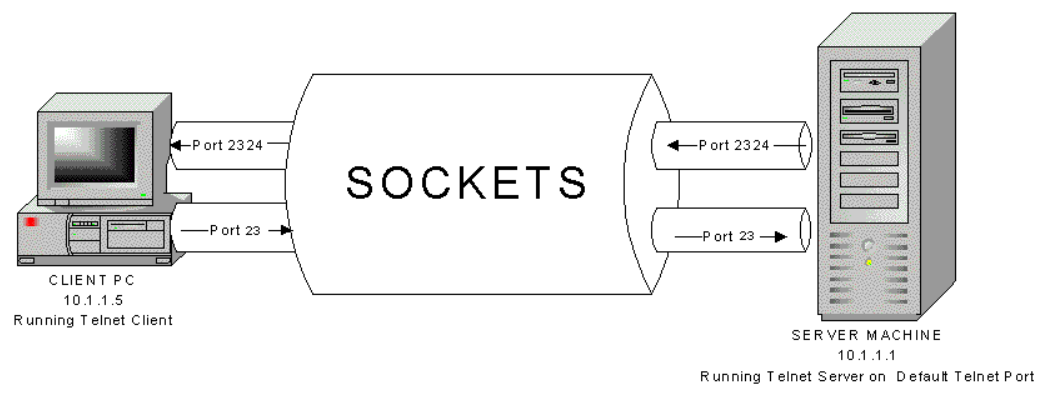 Port 2324
Port 2324
SOCKETS
Port 23
Port 23
CLIENT PC
10.1.1.5
Running Telnet Client
SERVER MACHINE
10.1.1.1
Running Telnet Server on Default Telnet Port